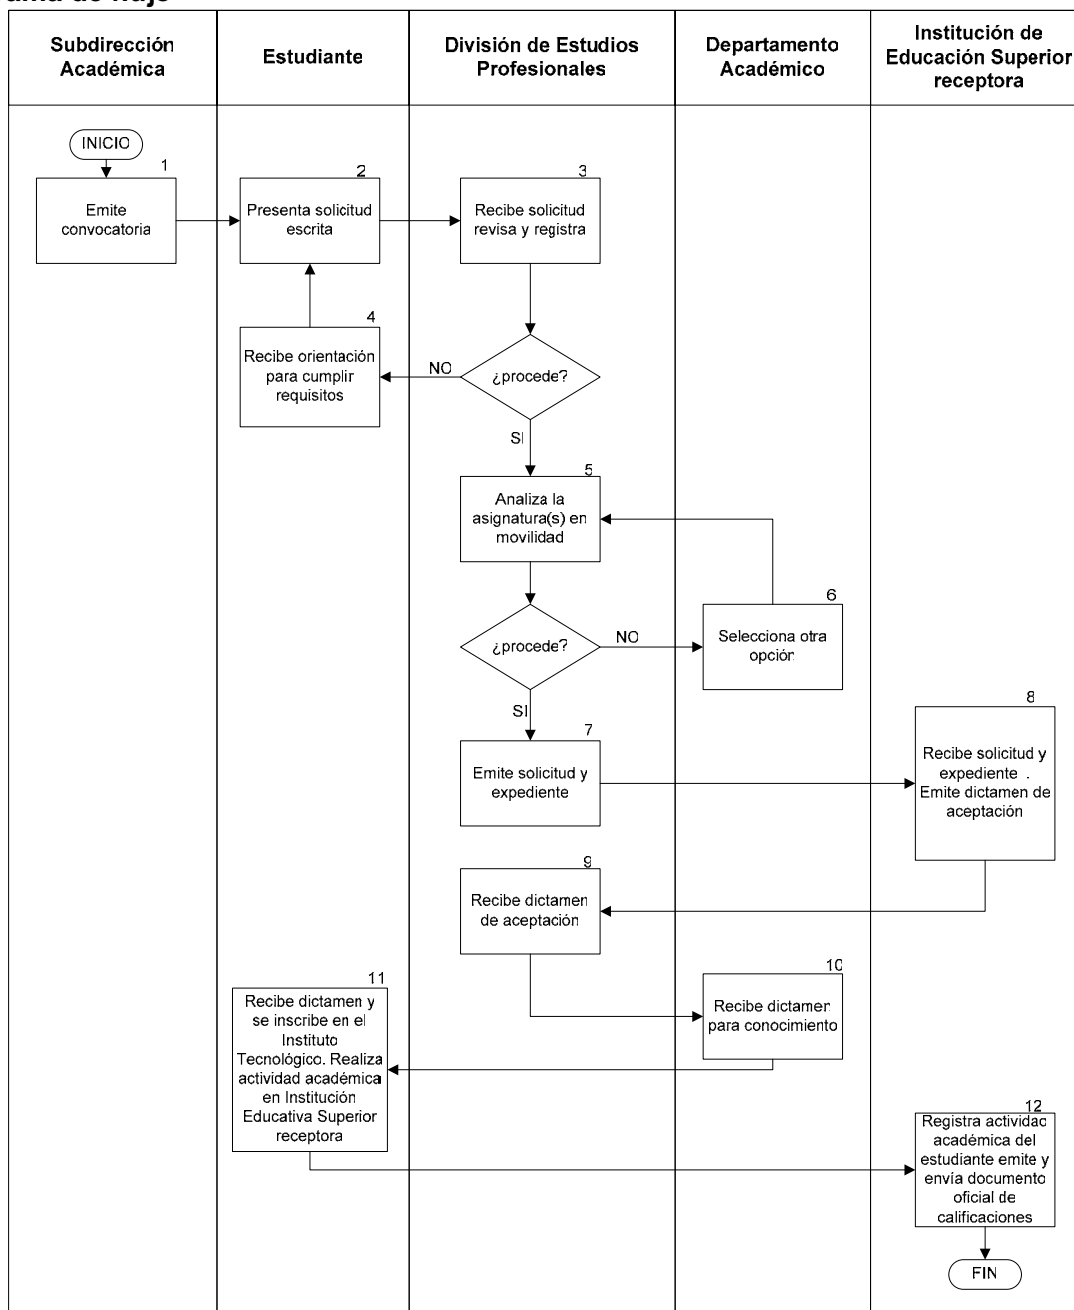 Subdirección
Académica
Estudiante
División de Estudios
Profesionales
Departamento
Académico
Institución de
Educación Superior
receptora
INICIO
1
Emite
convocatoria
2
Presenta solicitud
escrita
3
Recibe solicitud
revisa y registra
4
Recibe orientación
para cumplir
requisitos
NO
¿procede?
SI
5
Analiza la
asignatura(s) en
movilidad
¿procede?
NO
6
Selecciona otra
opción
SI
7
Emite solicitud y
expediente
8
Recibe solicitud y
expediente .
Emite dictamen de
aceptación
9
Recibe dictamen
de aceptación
10
Recibe dictamen
para conocimiento
11
Recibe dictamen y
se inscribe en el
Instituto
Tecnológico. Realiza
actividad académica
en Institución
Educativa Superior
receptora
12
Registra actividad
académica del
estudiante emite y
envía documento
oficial de
calificaciones
FIN